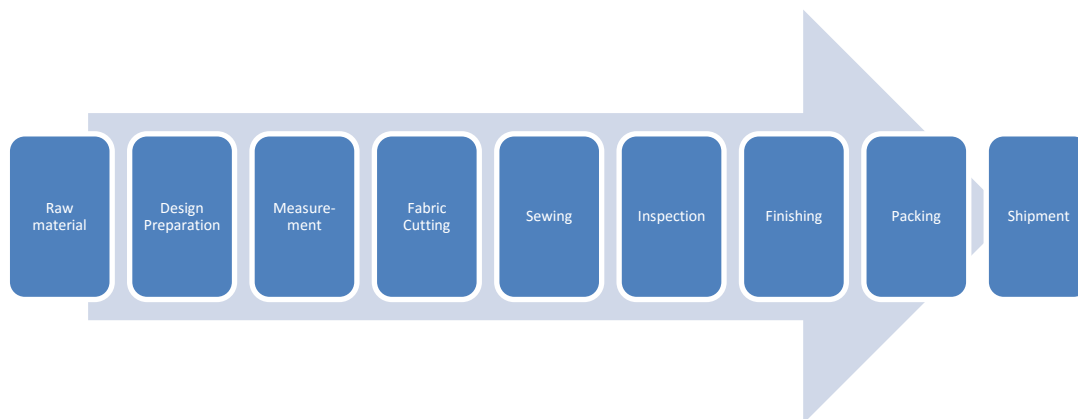 Raw
material
Design
Preparation
Measure-
ment
Fabric
Cutting
Sewing
Inspection
Finishing
Packing
Shipment